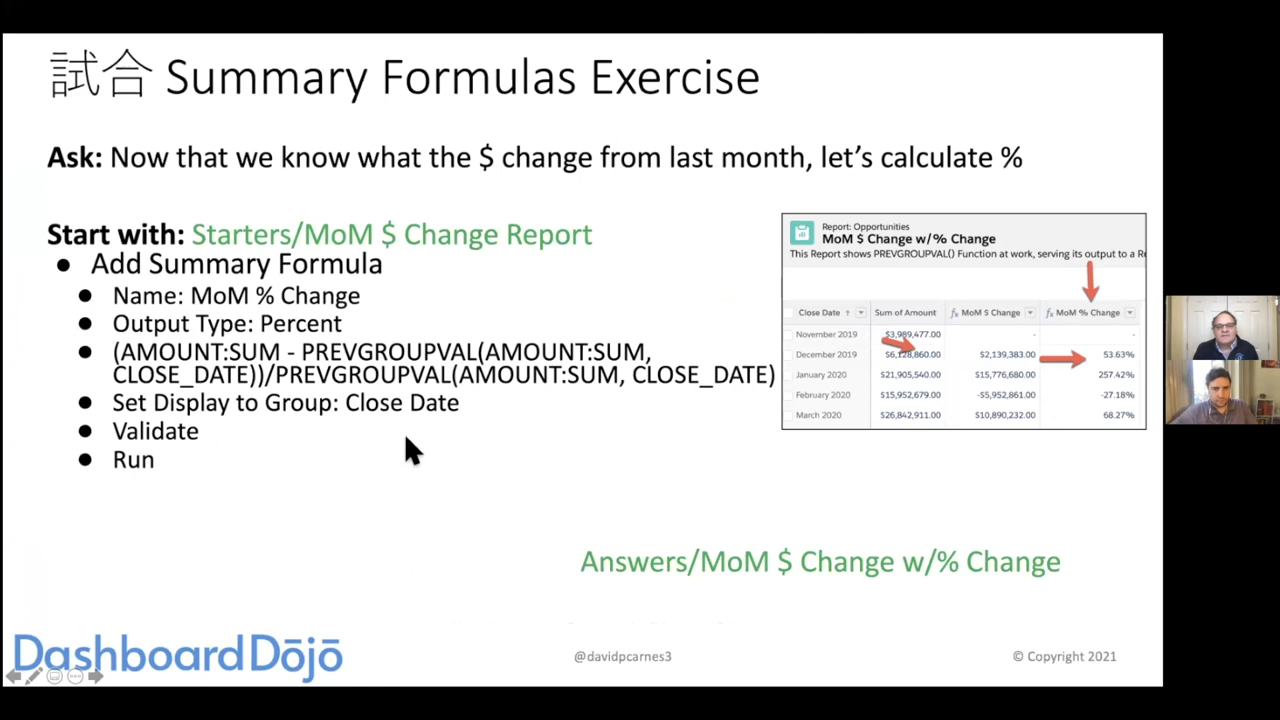 試合 Summary Formulas Exercise
Ask: Now that we know what the $ change from last month, let's calculate %
Start with: Starters/MoM $ Change Report
● Add Summary Formula
● Name: MoM % Change
● Output Type: Percent
● (AMOUNT:SUM - PREVGROUPVAL(AMOUNT:SUM,
CLOSE_DATE))/PREVGROUPVAL(AMOUNT:SUM, CLOSE_DATE)
● Set Display to Group: Close Date
● Validate
● Run
Report: Opportunities
MoM $ Change w/% Change
This Report shows PREVGROUPVAL() Function at work, serving its output to a Re
Close Date ↑ Sum of Amount fx MoM $ Change fx MoM % Change
November 2019 $3,989,477.00 - -
December 2019 $6,128,860.00 $2,139,383.00 53.63%
January 2020 $21,905,540.00 $15,776,680.00 257.42%
February 2020 $15,952,679.00 -$5,952,861.00 -27.18%
March 2020 $26,842,911.00 $10,890,232.00 68.27%
Answers/MoM $ Change w/% Change
DashboardDōjō
@davidpcarnes3
© Copyright 2021